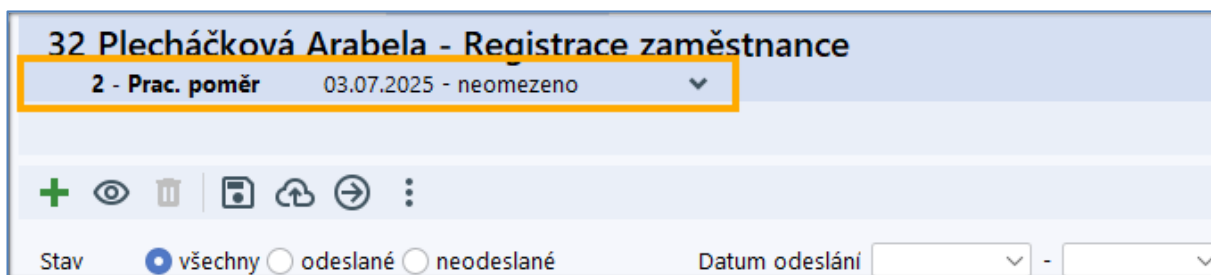 32 Plecháčková Arabela - Registrace zaměstnance
2 - Prac. poměr 03.07.2025 - neomezeno
Stav všechny odeslané neodeslané Datum odeslání -